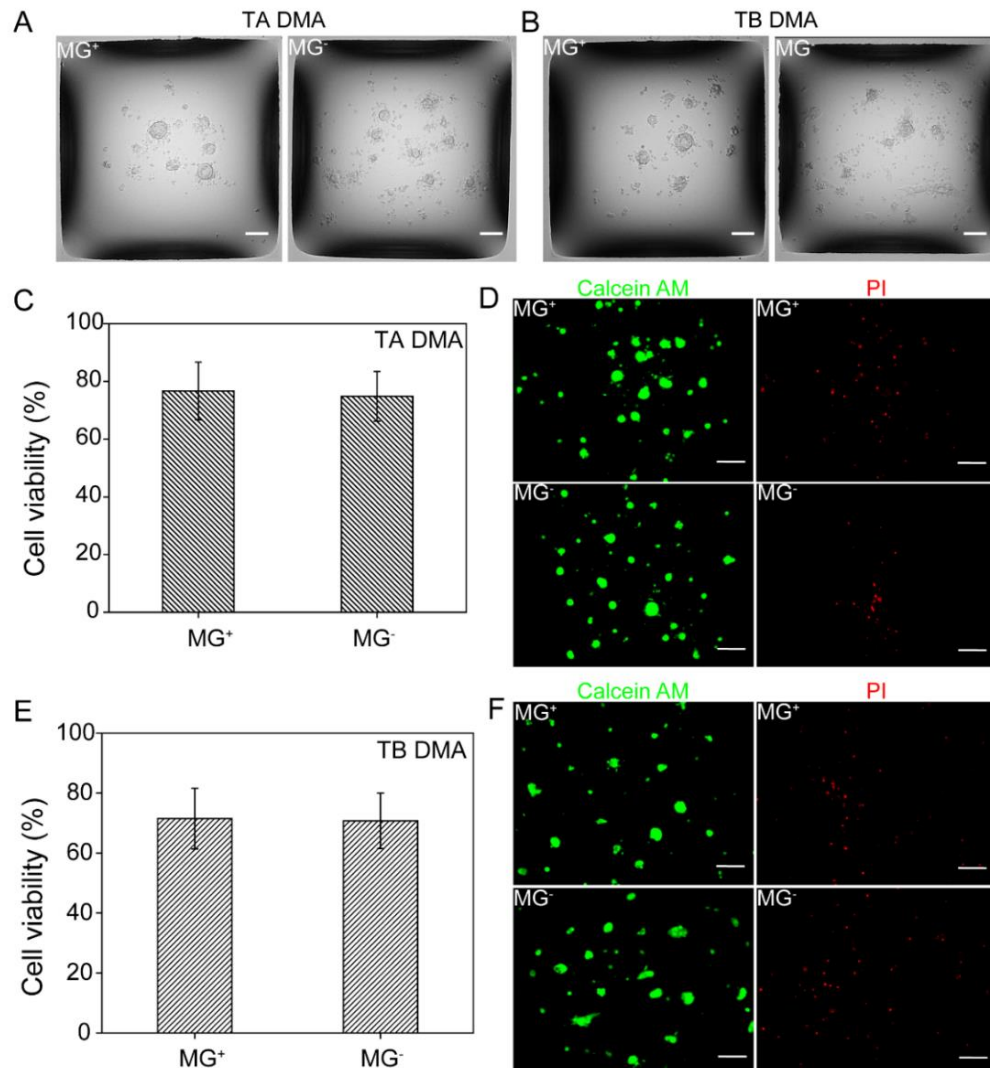 A
TA DMA
MG⁺
MG⁻
B
TB DMA
MG⁺
MG⁻
C
100
80
60
40
20
0
Cell viability (%)
TA DMA
MG⁺
MG⁻
D
Calcein AM
PI
MG⁺
MG⁺
MG⁻
MG⁻
E
100
80
60
40
20
0
Cell viability (%)
TB DMA
MG⁺
MG⁻
F
Calcein AM
PI
MG⁺
MG⁺
MG⁻
MG⁻